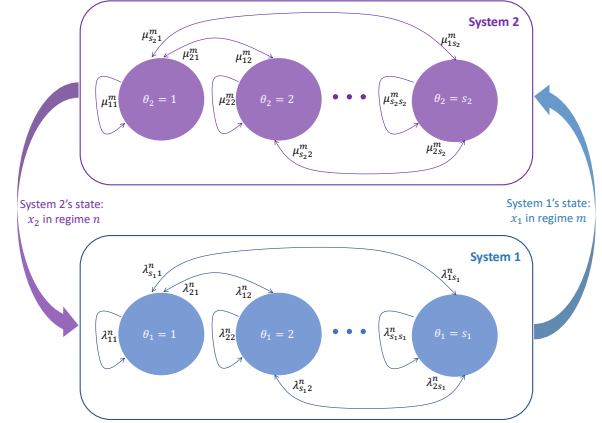 System 2
μ^m_{s_2 1}
μ^m_{21}
μ^m_{12}
μ^m_{1s_2}
μ^m_{11}
θ_2 = 1
μ^m_{22}
θ_2 = 2
• • •
μ^m_{s_2 s_2}
θ_2 = s_2
μ^m_{s_2 2}
μ^m_{2s_2}
System 2's state:
x_2 in regime n
System 1's state:
x_1 in regime m
System 1
λ^n_{s_1 1}
λ^n_{21}
λ^n_{12}
λ^n_{1s_1}
λ^n_{11}
θ_1 = 1
λ^n_{22}
θ_1 = 2
• • •
λ^n_{s_1 s_1}
θ_1 = s_1
λ^n_{s_1 2}
λ^n_{2s_1}